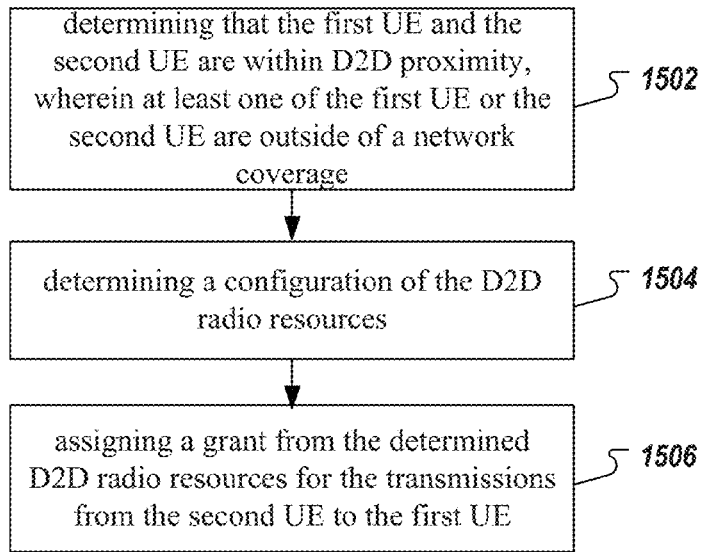 determining that the first UE and the
second UE are within D2D proximity,
wherein at least one of the first UE or the
second UE are outside of a network
coverage
1502
determining a configuration of the D2D
radio resources
1504
assigning a grant from the determined
D2D radio resources for the transmissions
from the second UE to the first UE
1506